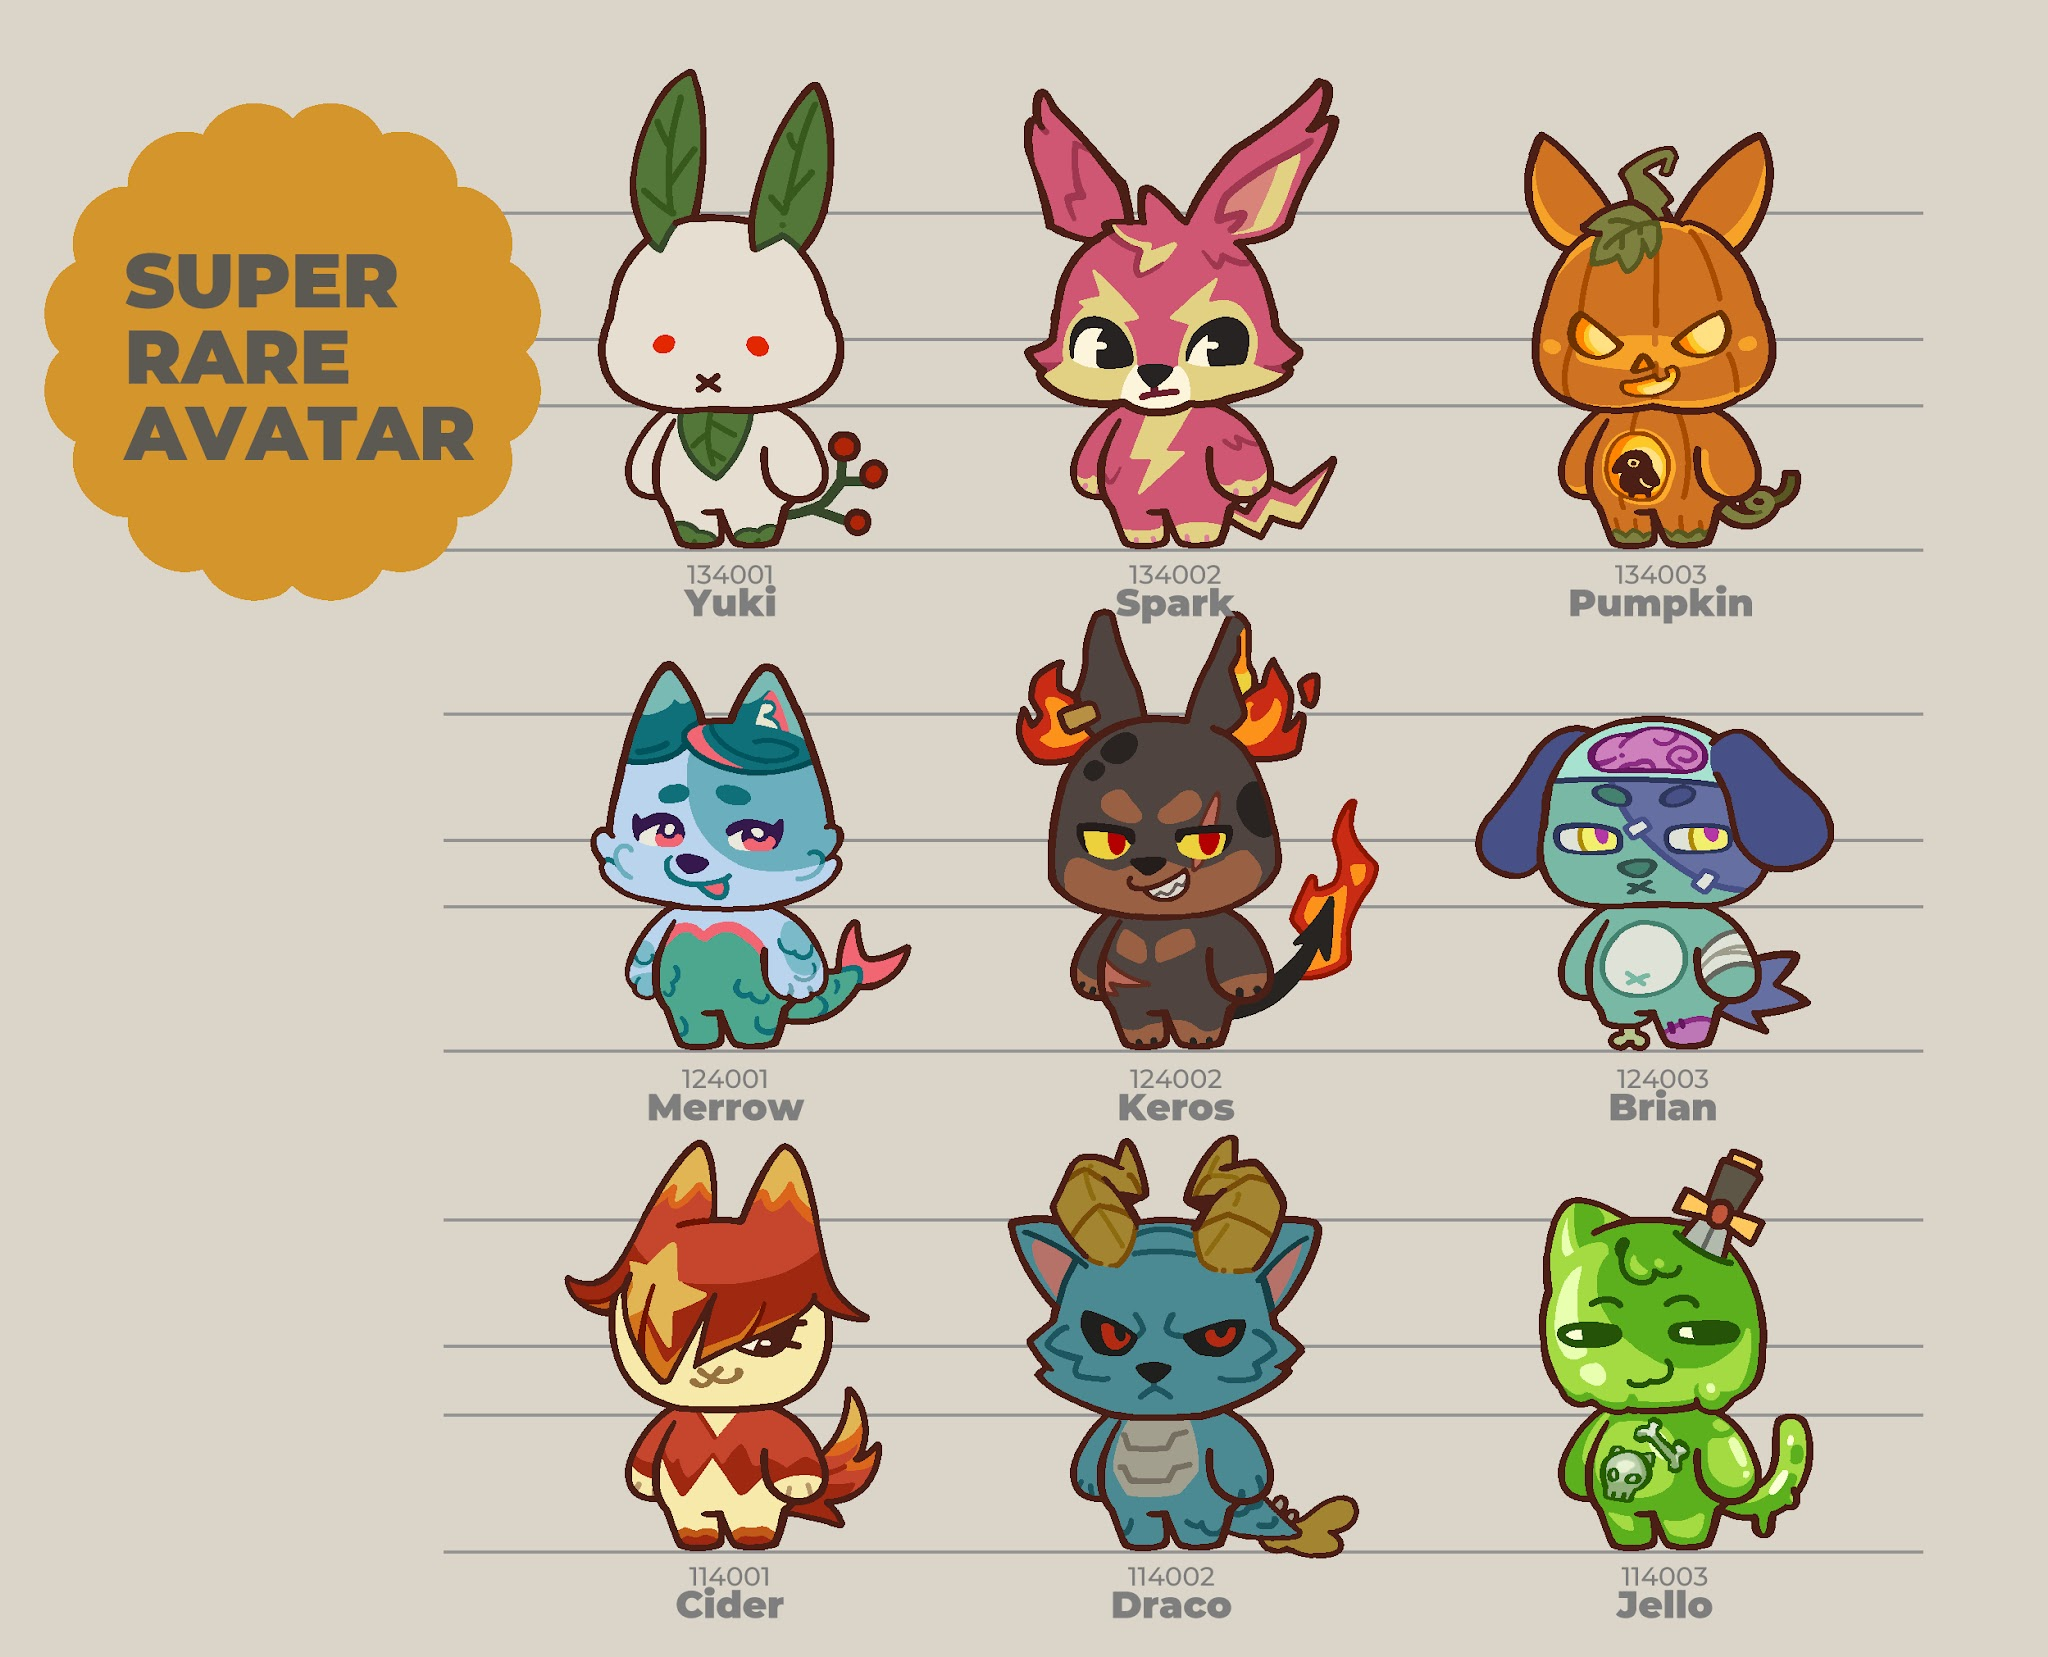 SUPER
RARE
AVATAR
134001
Yuki
134002
Spark
134003
Pumpkin
124001
Merrow
124002
Keros
124003
Brian
114001
Cider
114002
Draco
114003
Jello